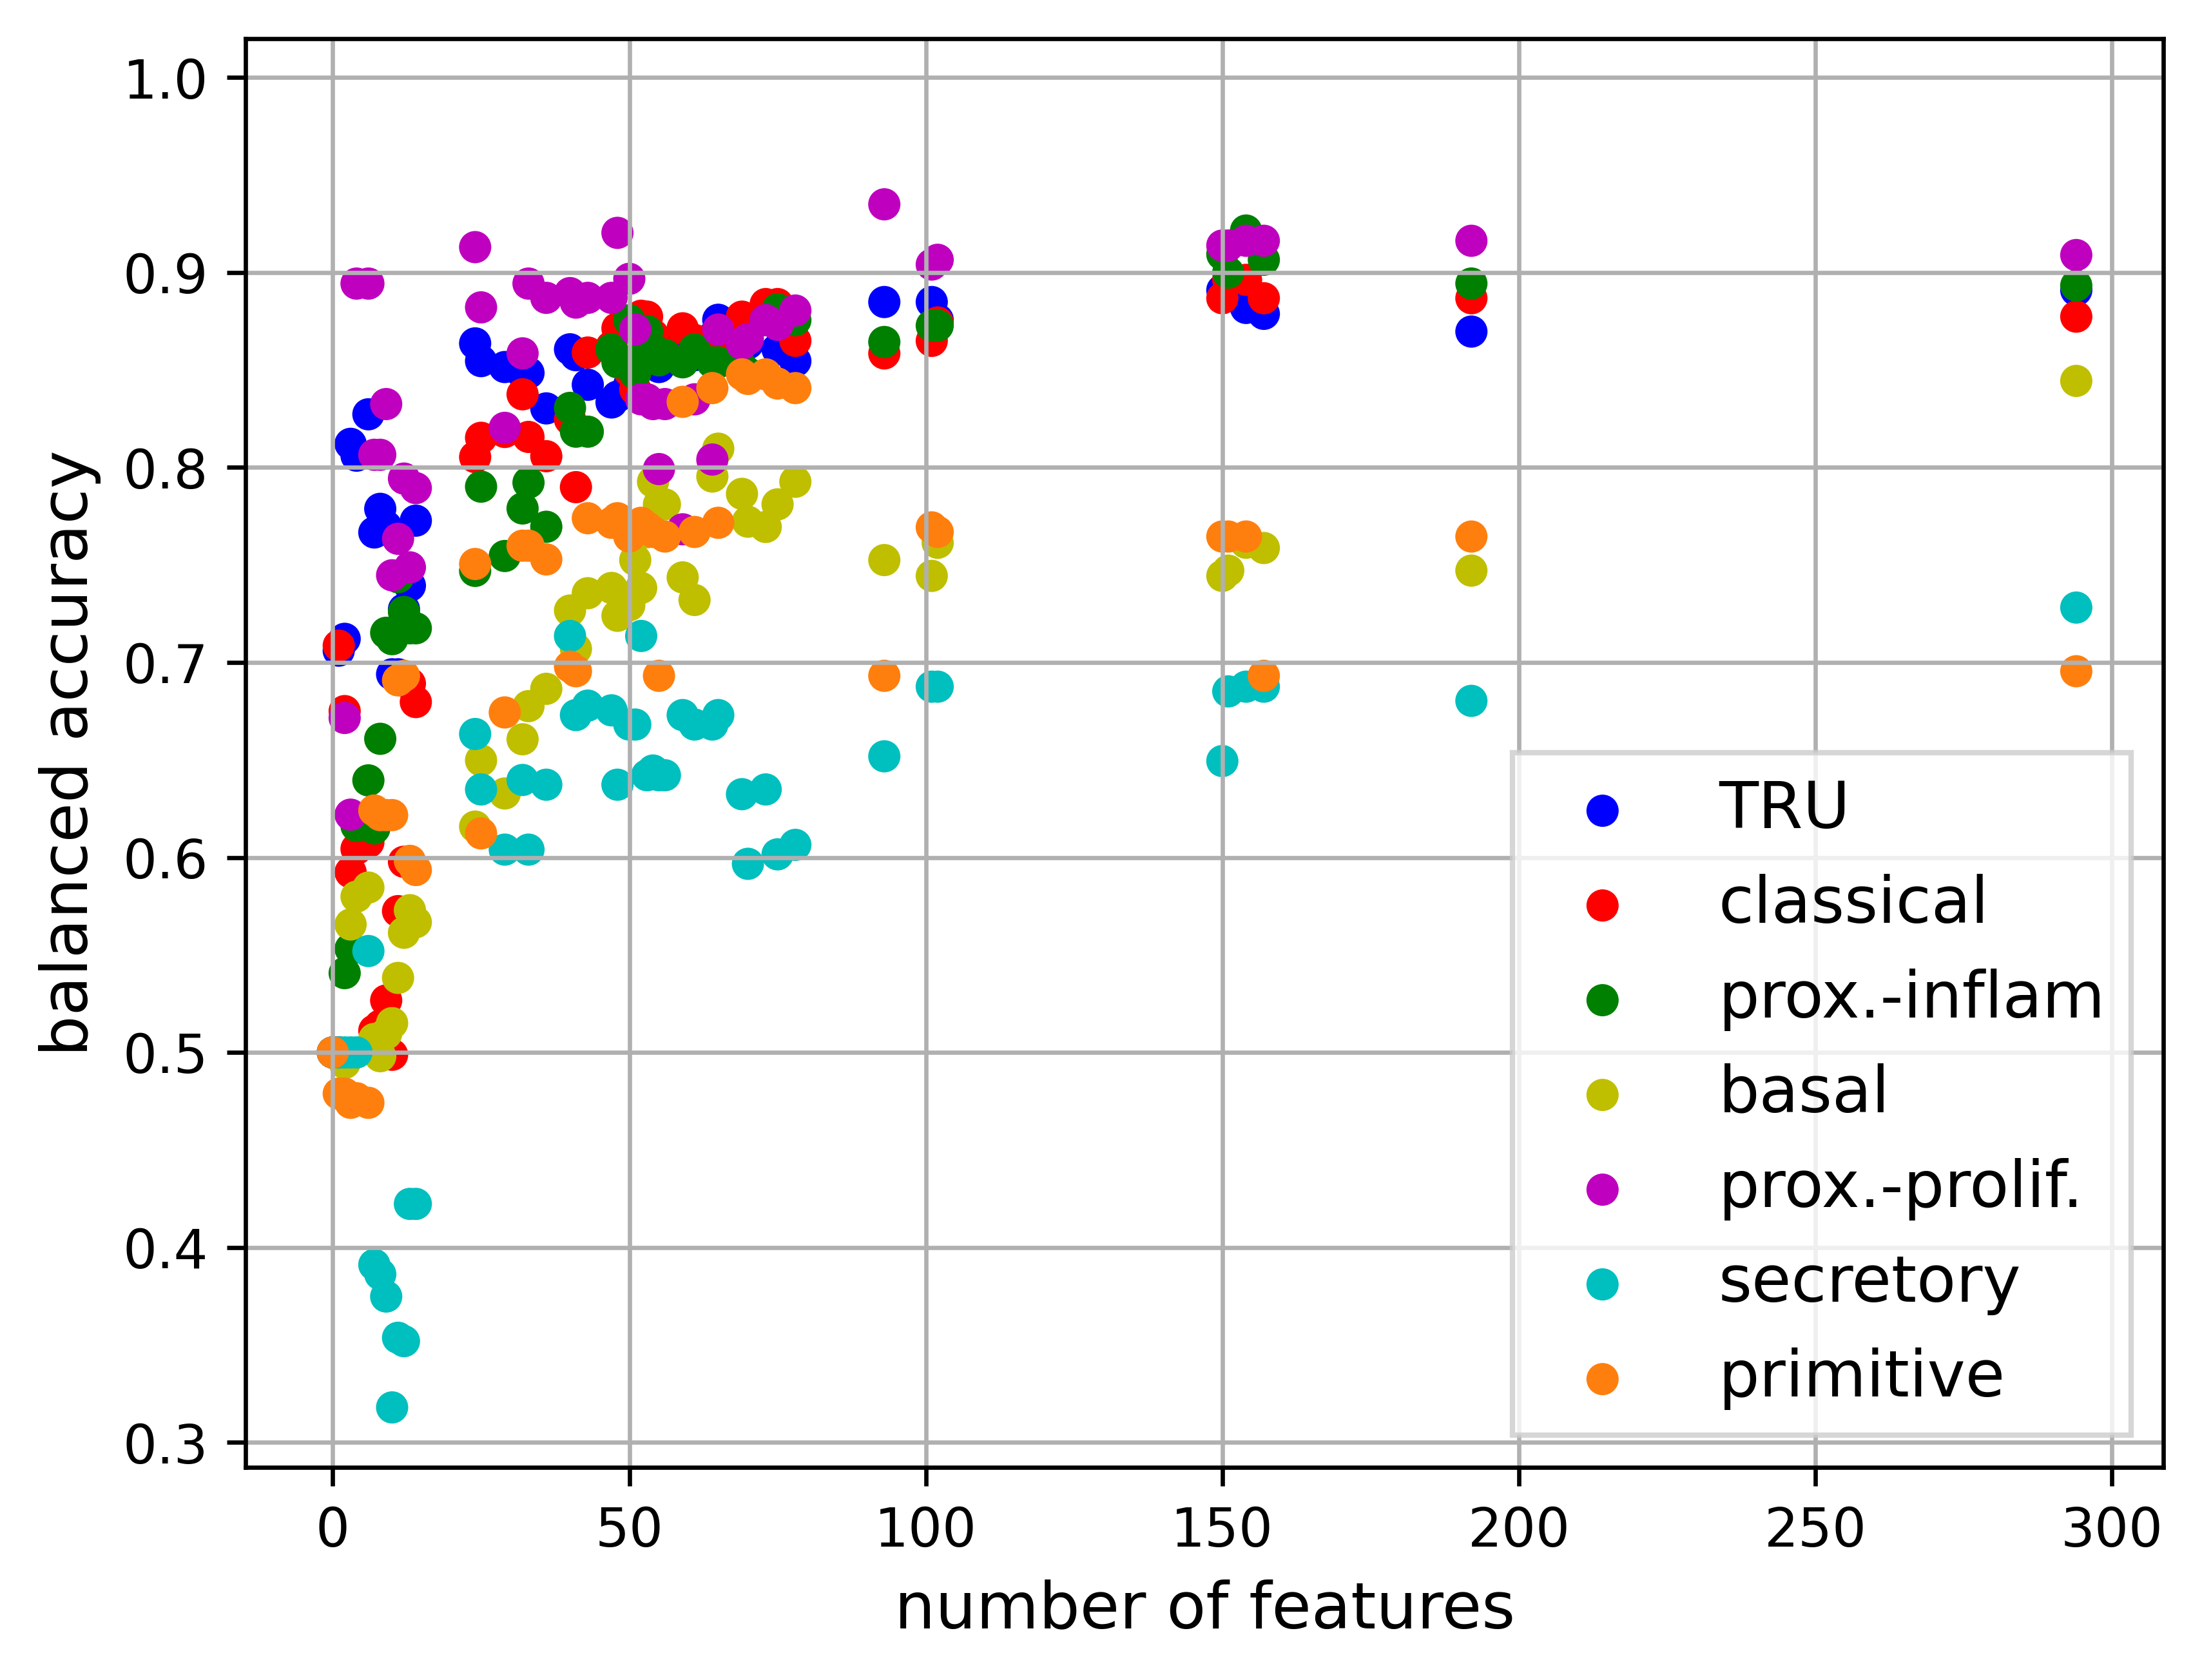 1.0
0.9
0.8
0.7
0.6
0.5
0.4
0.3
balanced accuracy
TRU
classical
prox.-inflam
basal
prox.-prolif.
secretory
primitive
0 50 100 150 200 250 300
number of features